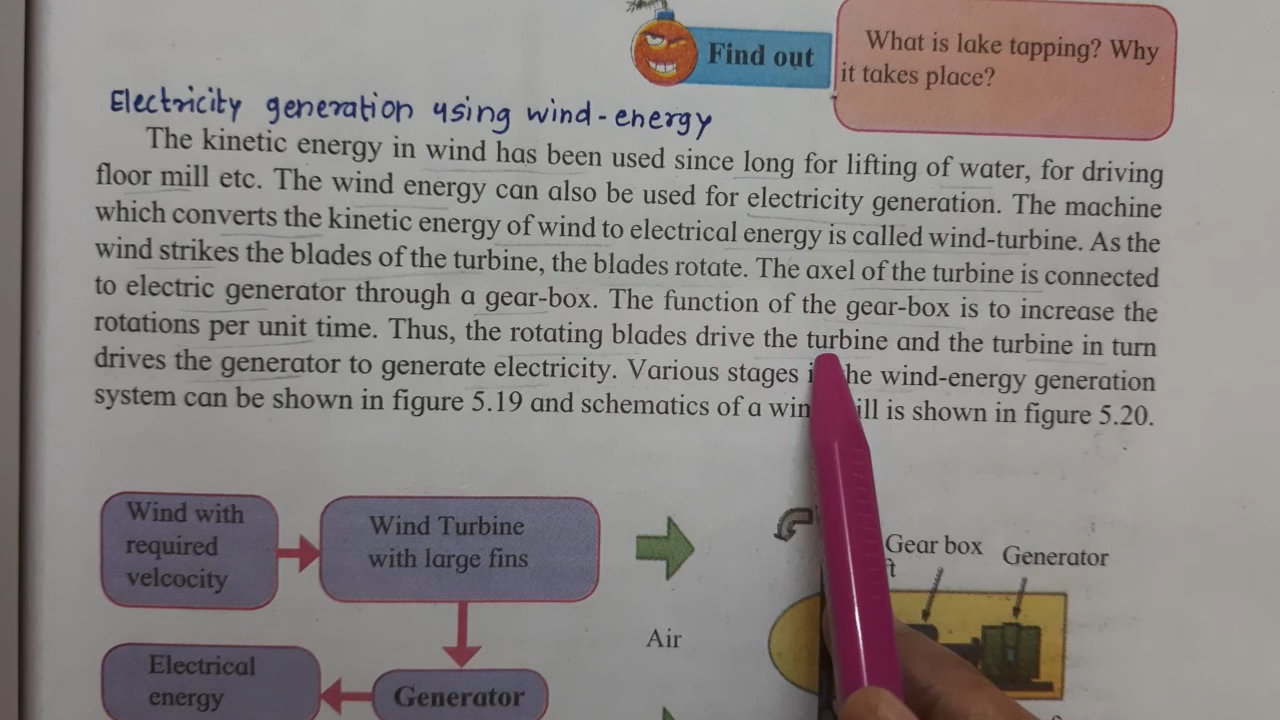 Find out
What is lake tapping? Why
it takes place?
Electricity generation using wind-energy
The kinetic energy in wind has been used since long for lifting of water, for driving
floor mill etc. The wind energy can also be used for electricity generation. The machine
which converts the kinetic energy of wind to electrical energy is called wind-turbine. As the
wind strikes the blades of the turbine, the blades rotate. The axel of the turbine is connected
to electric generator through a gear-box. The function of the gear-box is to increase the
rotations per unit time. Thus, the rotating blades drive the turbine and the turbine in turn
drives the generator to generate electricity. Various stages the wind-energy generation
system can be shown in figure 5.19 and schematics of a is shown in figure 5.20.
Wind with
required
velcocity
Wind Turbine
with large fins
Gear box
Generator
Air
Electrical
energy
Generator